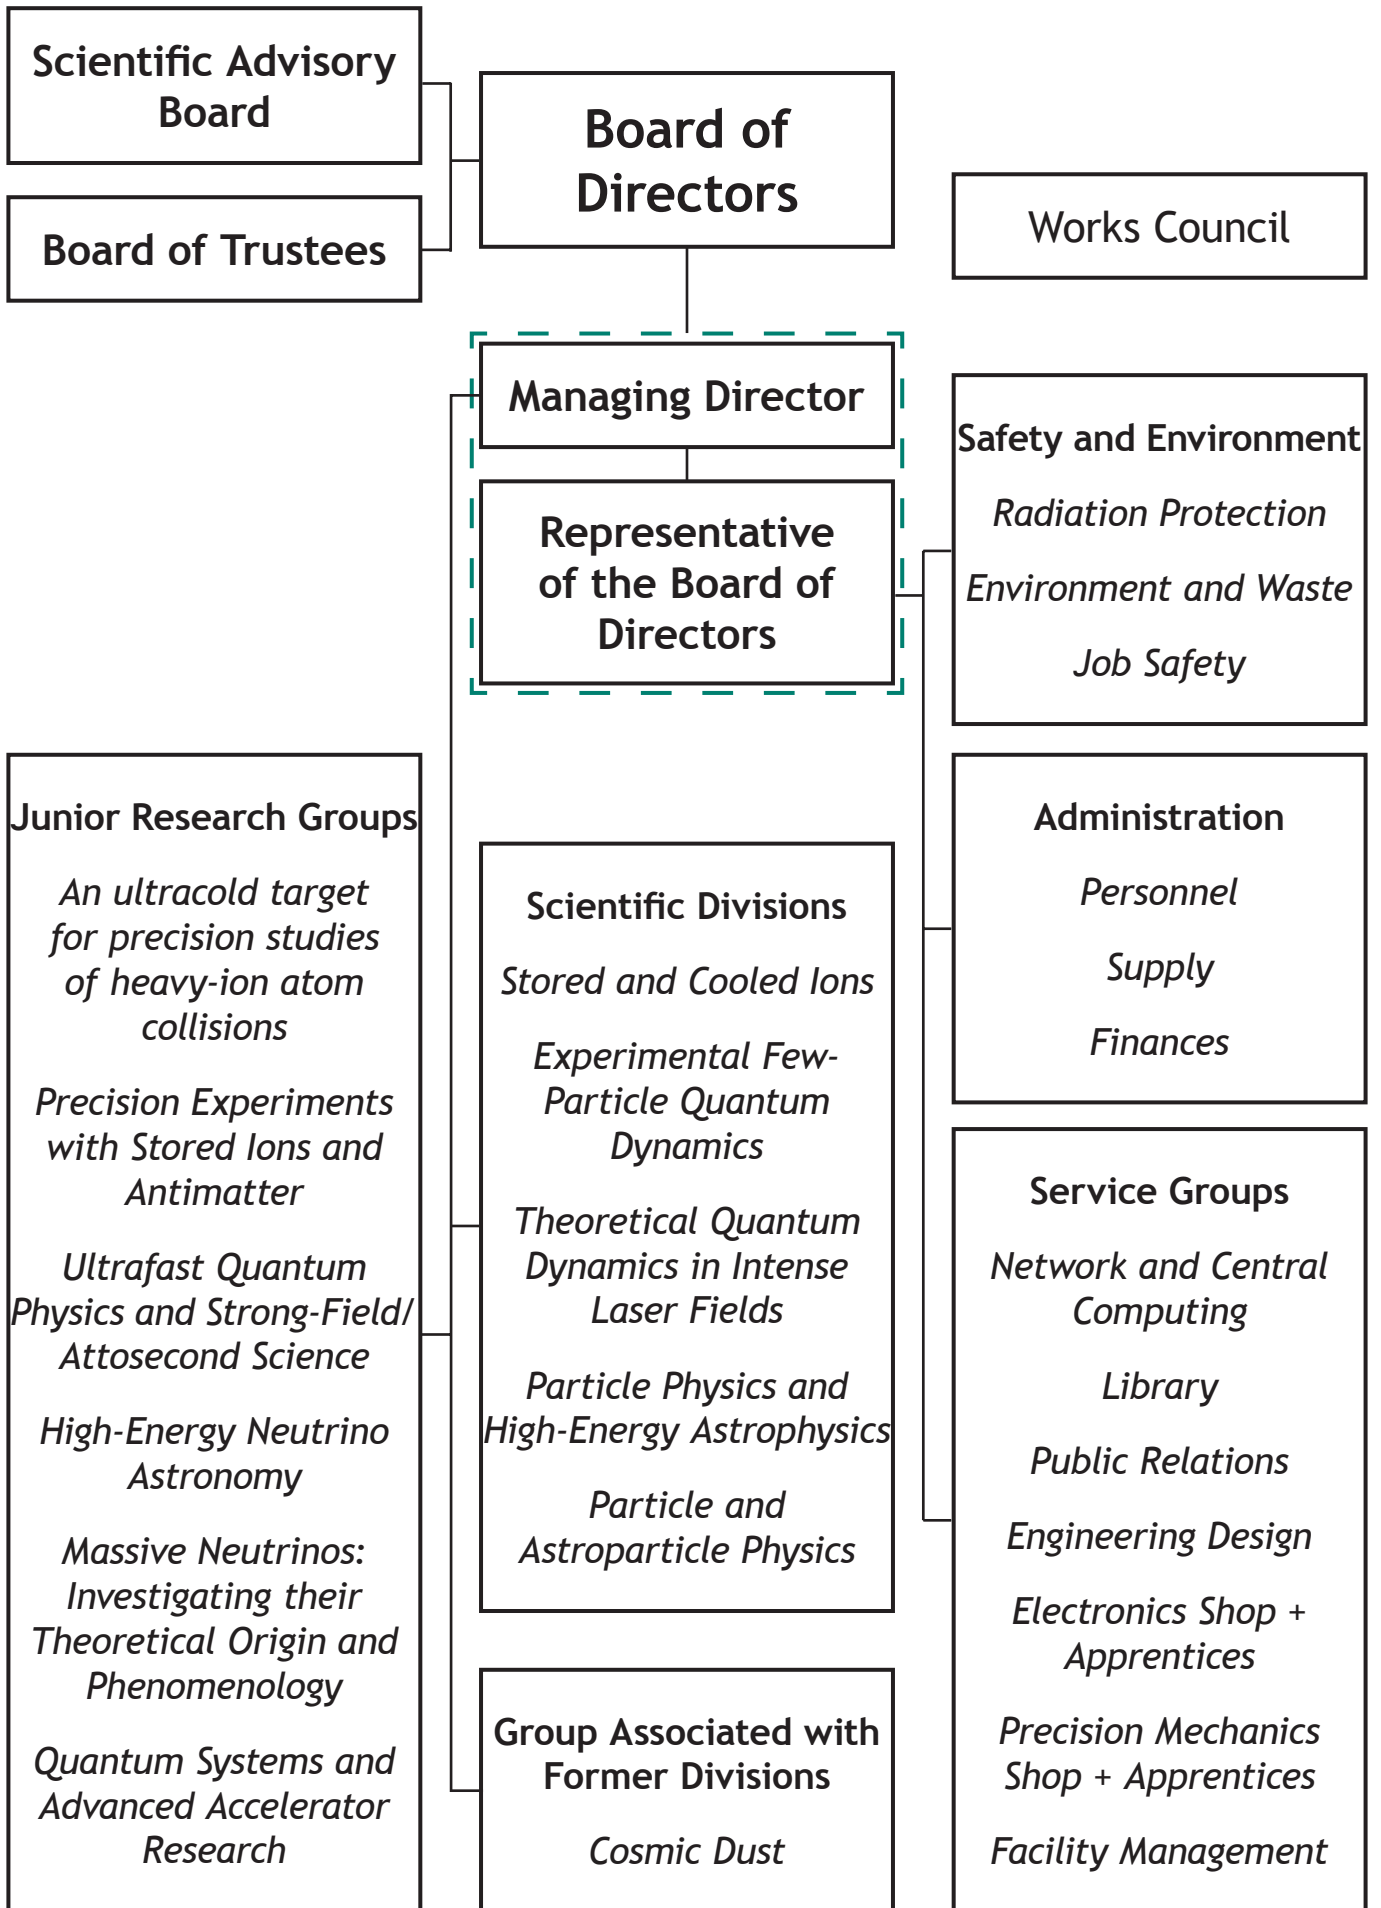 Scientific Advisory
Board
Board of Trustees
Board of
Directors
Works Council
Managing Director
Representative
of the Board of
Directors
Safety and Environment
Radiation Protection
Environment and Waste
Job Safety
Junior Research Groups
An ultracold target
for precision studies
of heavy-ion atom
collisions
Precision Experiments
with Stored Ions and
Antimatter
Ultrafast Quantum
Physics and Strong-Field/
Attosecond Science
High-Energy Neutrino
Astronomy
Massive Neutrinos:
Investigating their
Theoretical Origin and
Phenomenology
Quantum Systems and
Advanced Accelerator
Research
Scientific Divisions
Stored and Cooled Ions
Experimental Few-
Particle Quantum
Dynamics
Theoretical Quantum
Dynamics in Intense
Laser Fields
Particle Physics and
High-Energy Astrophysics
Particle and
Astroparticle Physics
Group Associated with
Former Divisions
Cosmic Dust
Administration
Personnel
Supply
Finances
Service Groups
Network and Central
Computing
Library
Public Relations
Engineering Design
Electronics Shop +
Apprentices
Precision Mechanics
Shop + Apprentices
Facility Management